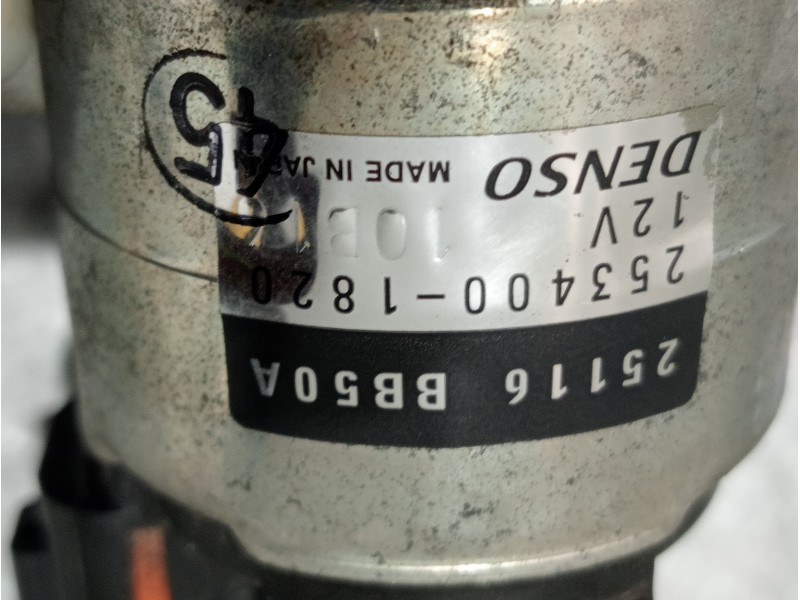 25116 BB50A
253400-1820
12V
DENSO MADE IN JAPAN
45